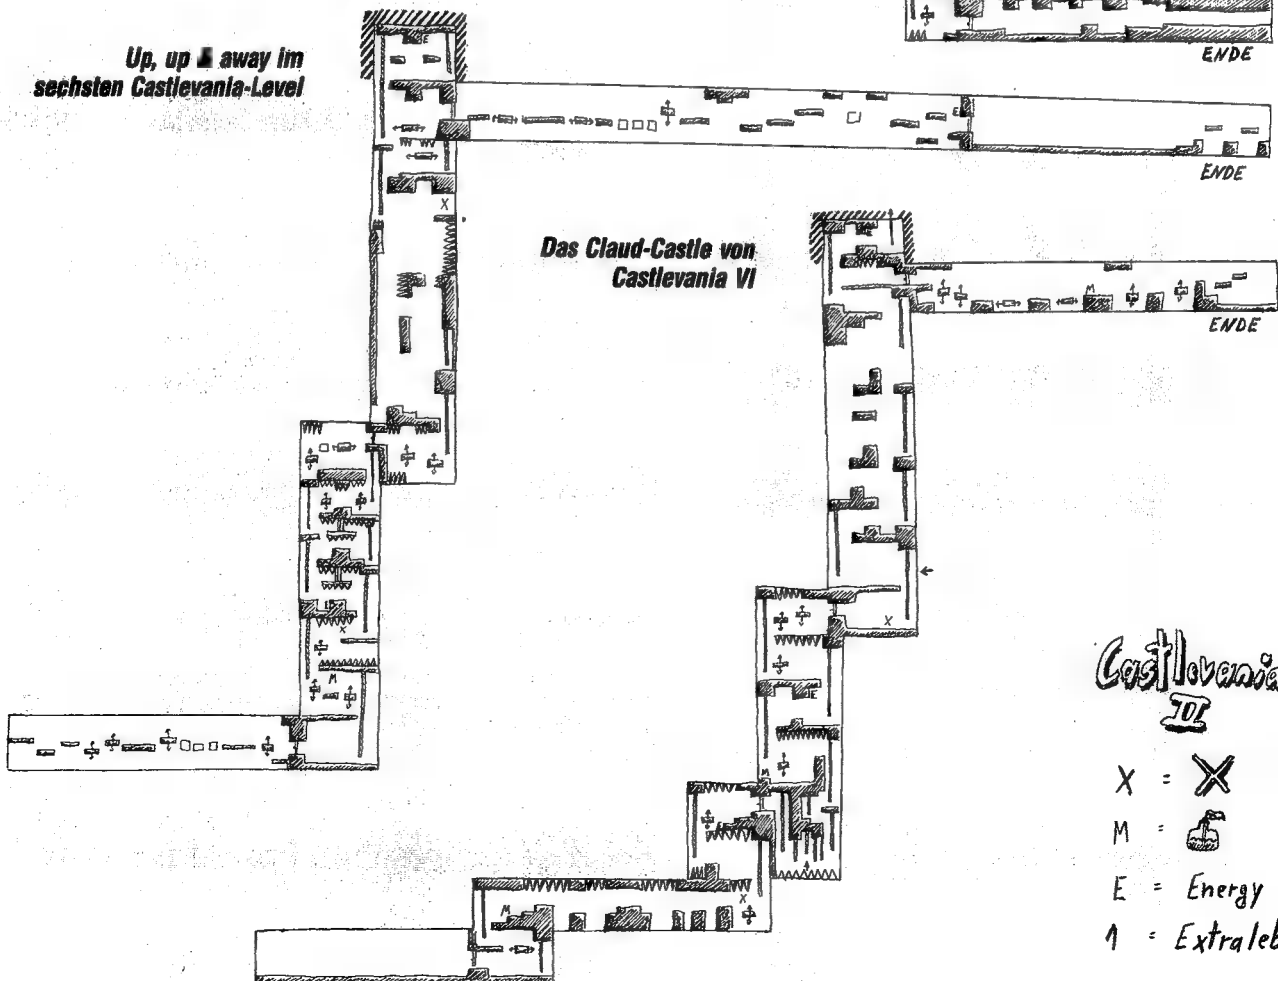 ENDE
Up, up & away im
sechsten Castlevania-Level
E
E
ENDE
X
Das Claud-Castle von
Castlevania VI
E
M
ENDE
X
M
X
E
M
M
X
Castlevania
II
X = X
M =
E = Energy
1 = Extraleb